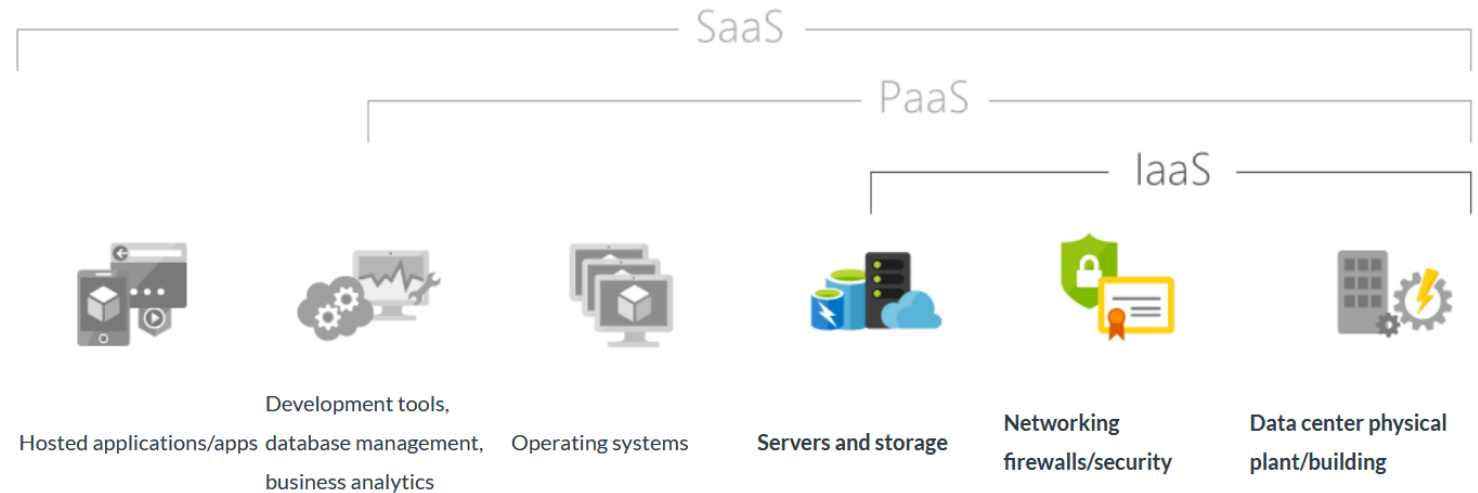 SaaS
PaaS
IaaS
Hosted applications/apps
Development tools,
database management,
business analytics
Operating systems
Servers and storage
Networking
firewalls/security
Data center physical
plant/building